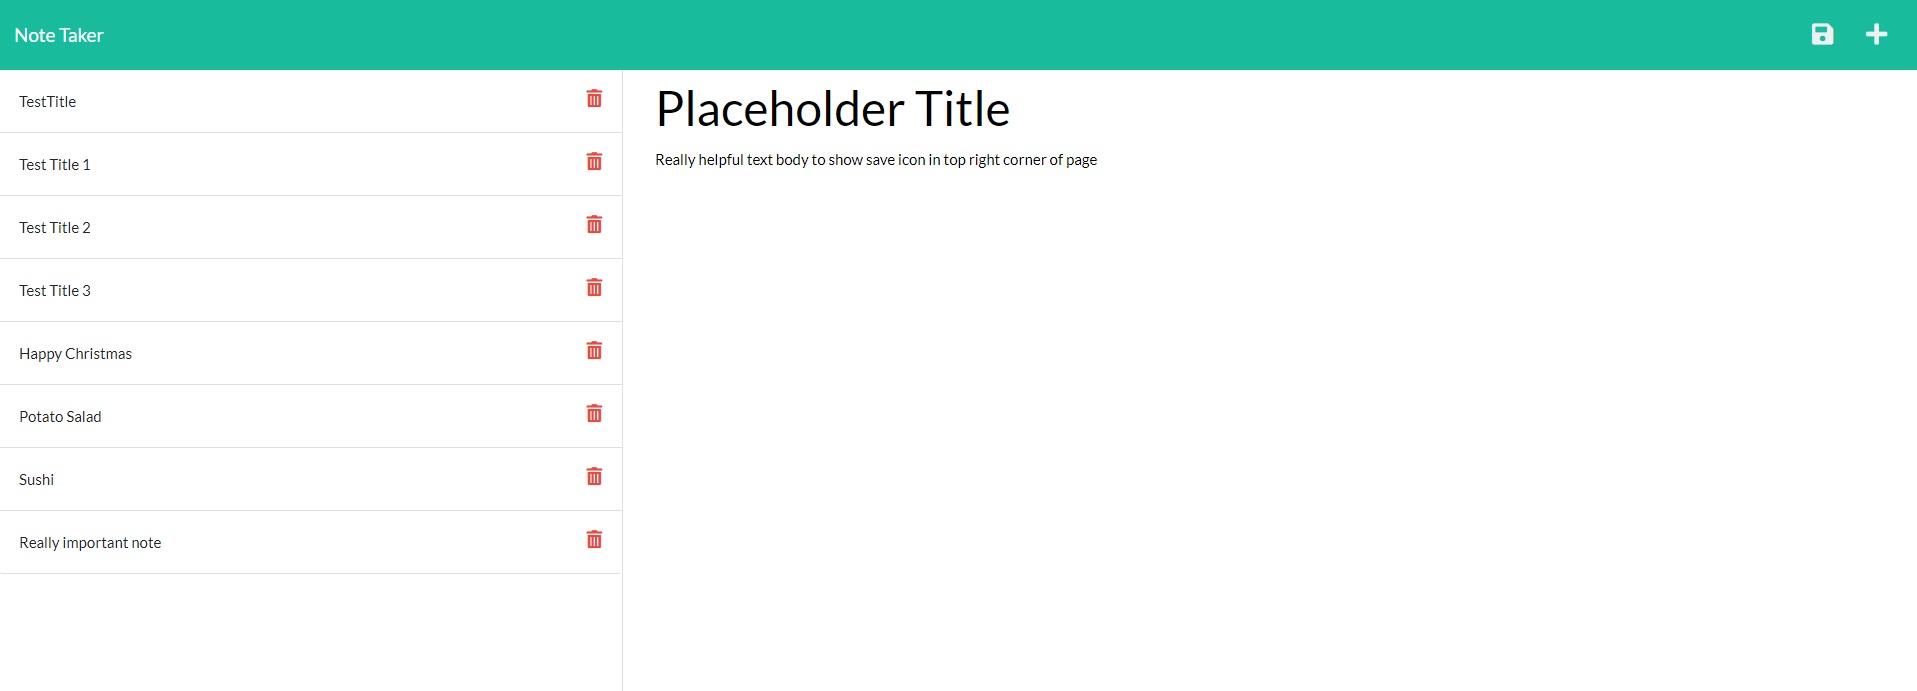 Note Taker
TestTitle
Test Title 1
Test Title 2
Test Title 3
Happy Christmas
Potato Salad
Sushi
Really important note
Placeholder Title
Really helpful text body to show save icon in top right corner of page